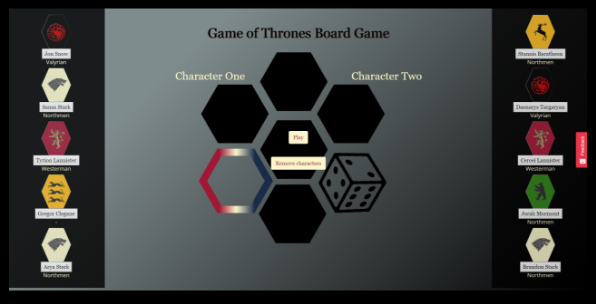 Game of Thrones Board Game
Character One
Character Two
Jon Snow
Valyrian
Sansa Stark
Northmen
Tyrion Lannister
Westerman
Gregor Clegane
-
Arya Stark
Northmen
Play
Remove characters
Stannis Baratheon
Northmen
Daenerys Targaryen
Valyrian
Cersei Lannister
Westerman
Jorah Mormont
Northmen
Brandon Stark
Northmen
Feedback